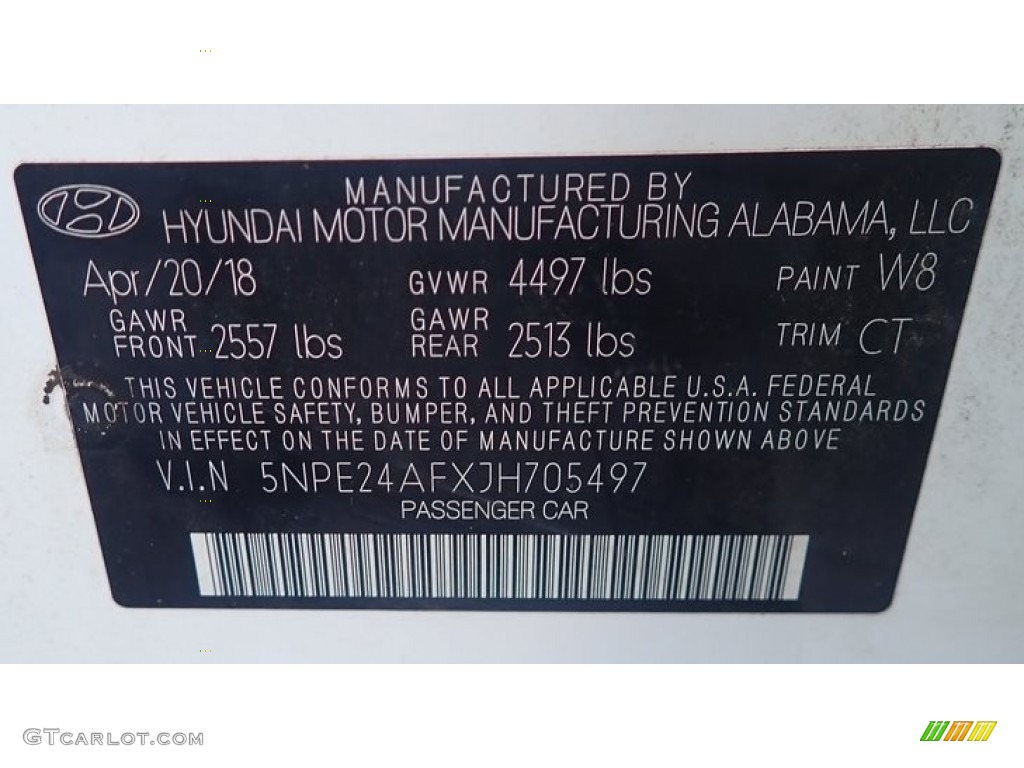 MANUFACTURED BY
HYUNDAI MOTOR MANUFACTURING ALABAMA, LLC
Apr/20/18 GVWR 4497 lbs PAINT W8
GAWR FRONT 2557 lbs GAWR REAR 2513 lbs TRIM CT
THIS VEHICLE CONFORMS TO ALL APPLICABLE U.S.A. FEDERAL
MOTOR VEHICLE SAFETY, BUMPER, AND THEFT PREVENTION STANDARDS
IN EFFECT ON THE DATE OF MANUFACTURE SHOWN ABOVE
V.I.N 5NPE24AFXJH705497
PASSENGER CAR
GTCARLOT.COM